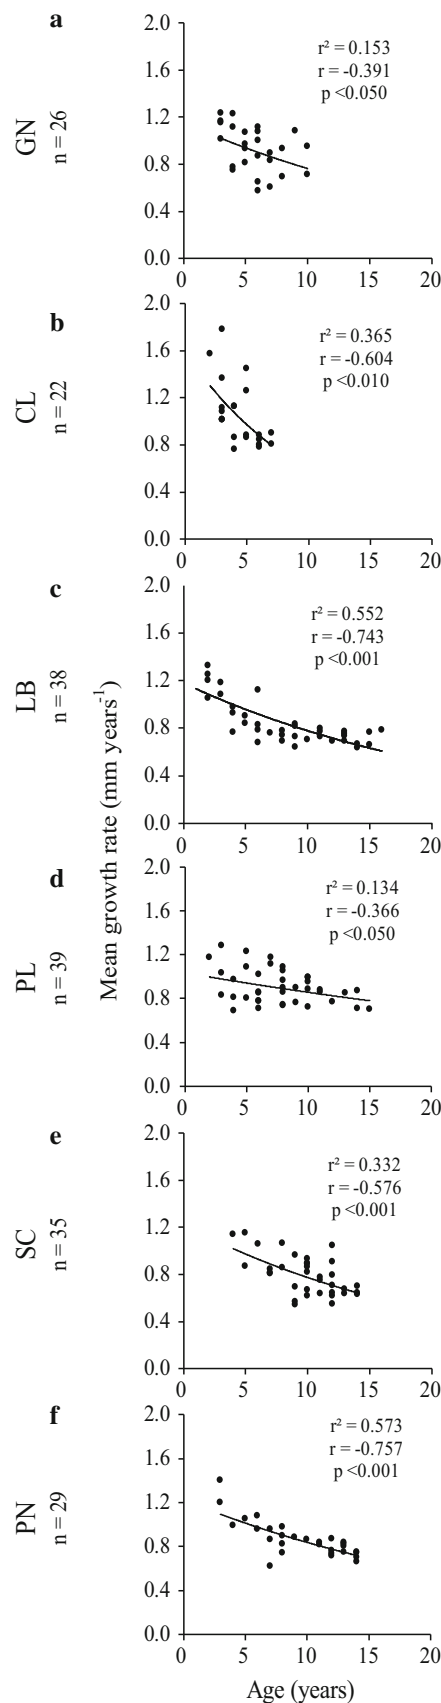 a
GN
n = 26
r² = 0.153
r = -0.391
p <0.050
2.0
1.6
1.2
0.8
0.4
0.0
0 5 10 15 20
b
CL
n = 22
r² = 0.365
r = -0.604
p <0.010
2.0
1.6
1.2
0.8
0.4
0.0
0 5 10 15 20
c
LB
n = 38
r² = 0.552
r = -0.743
p <0.001
2.0
1.6
1.2
0.8
0.4
0.0
0 5 10 15 20
Mean growth rate (mm years⁻¹)
d
PL
n = 39
r² = 0.134
r = -0.366
p <0.050
2.0
1.6
1.2
0.8
0.4
0.0
0 5 10 15 20
e
SC
n = 35
r² = 0.332
r = -0.576
p <0.001
2.0
1.6
1.2
0.8
0.4
0.0
0 5 10 15 20
f
PN
n = 29
r² = 0.573
r = -0.757
p <0.001
2.0
1.6
1.2
0.8
0.4
0.0
0 5 10 15 20
Age (years)